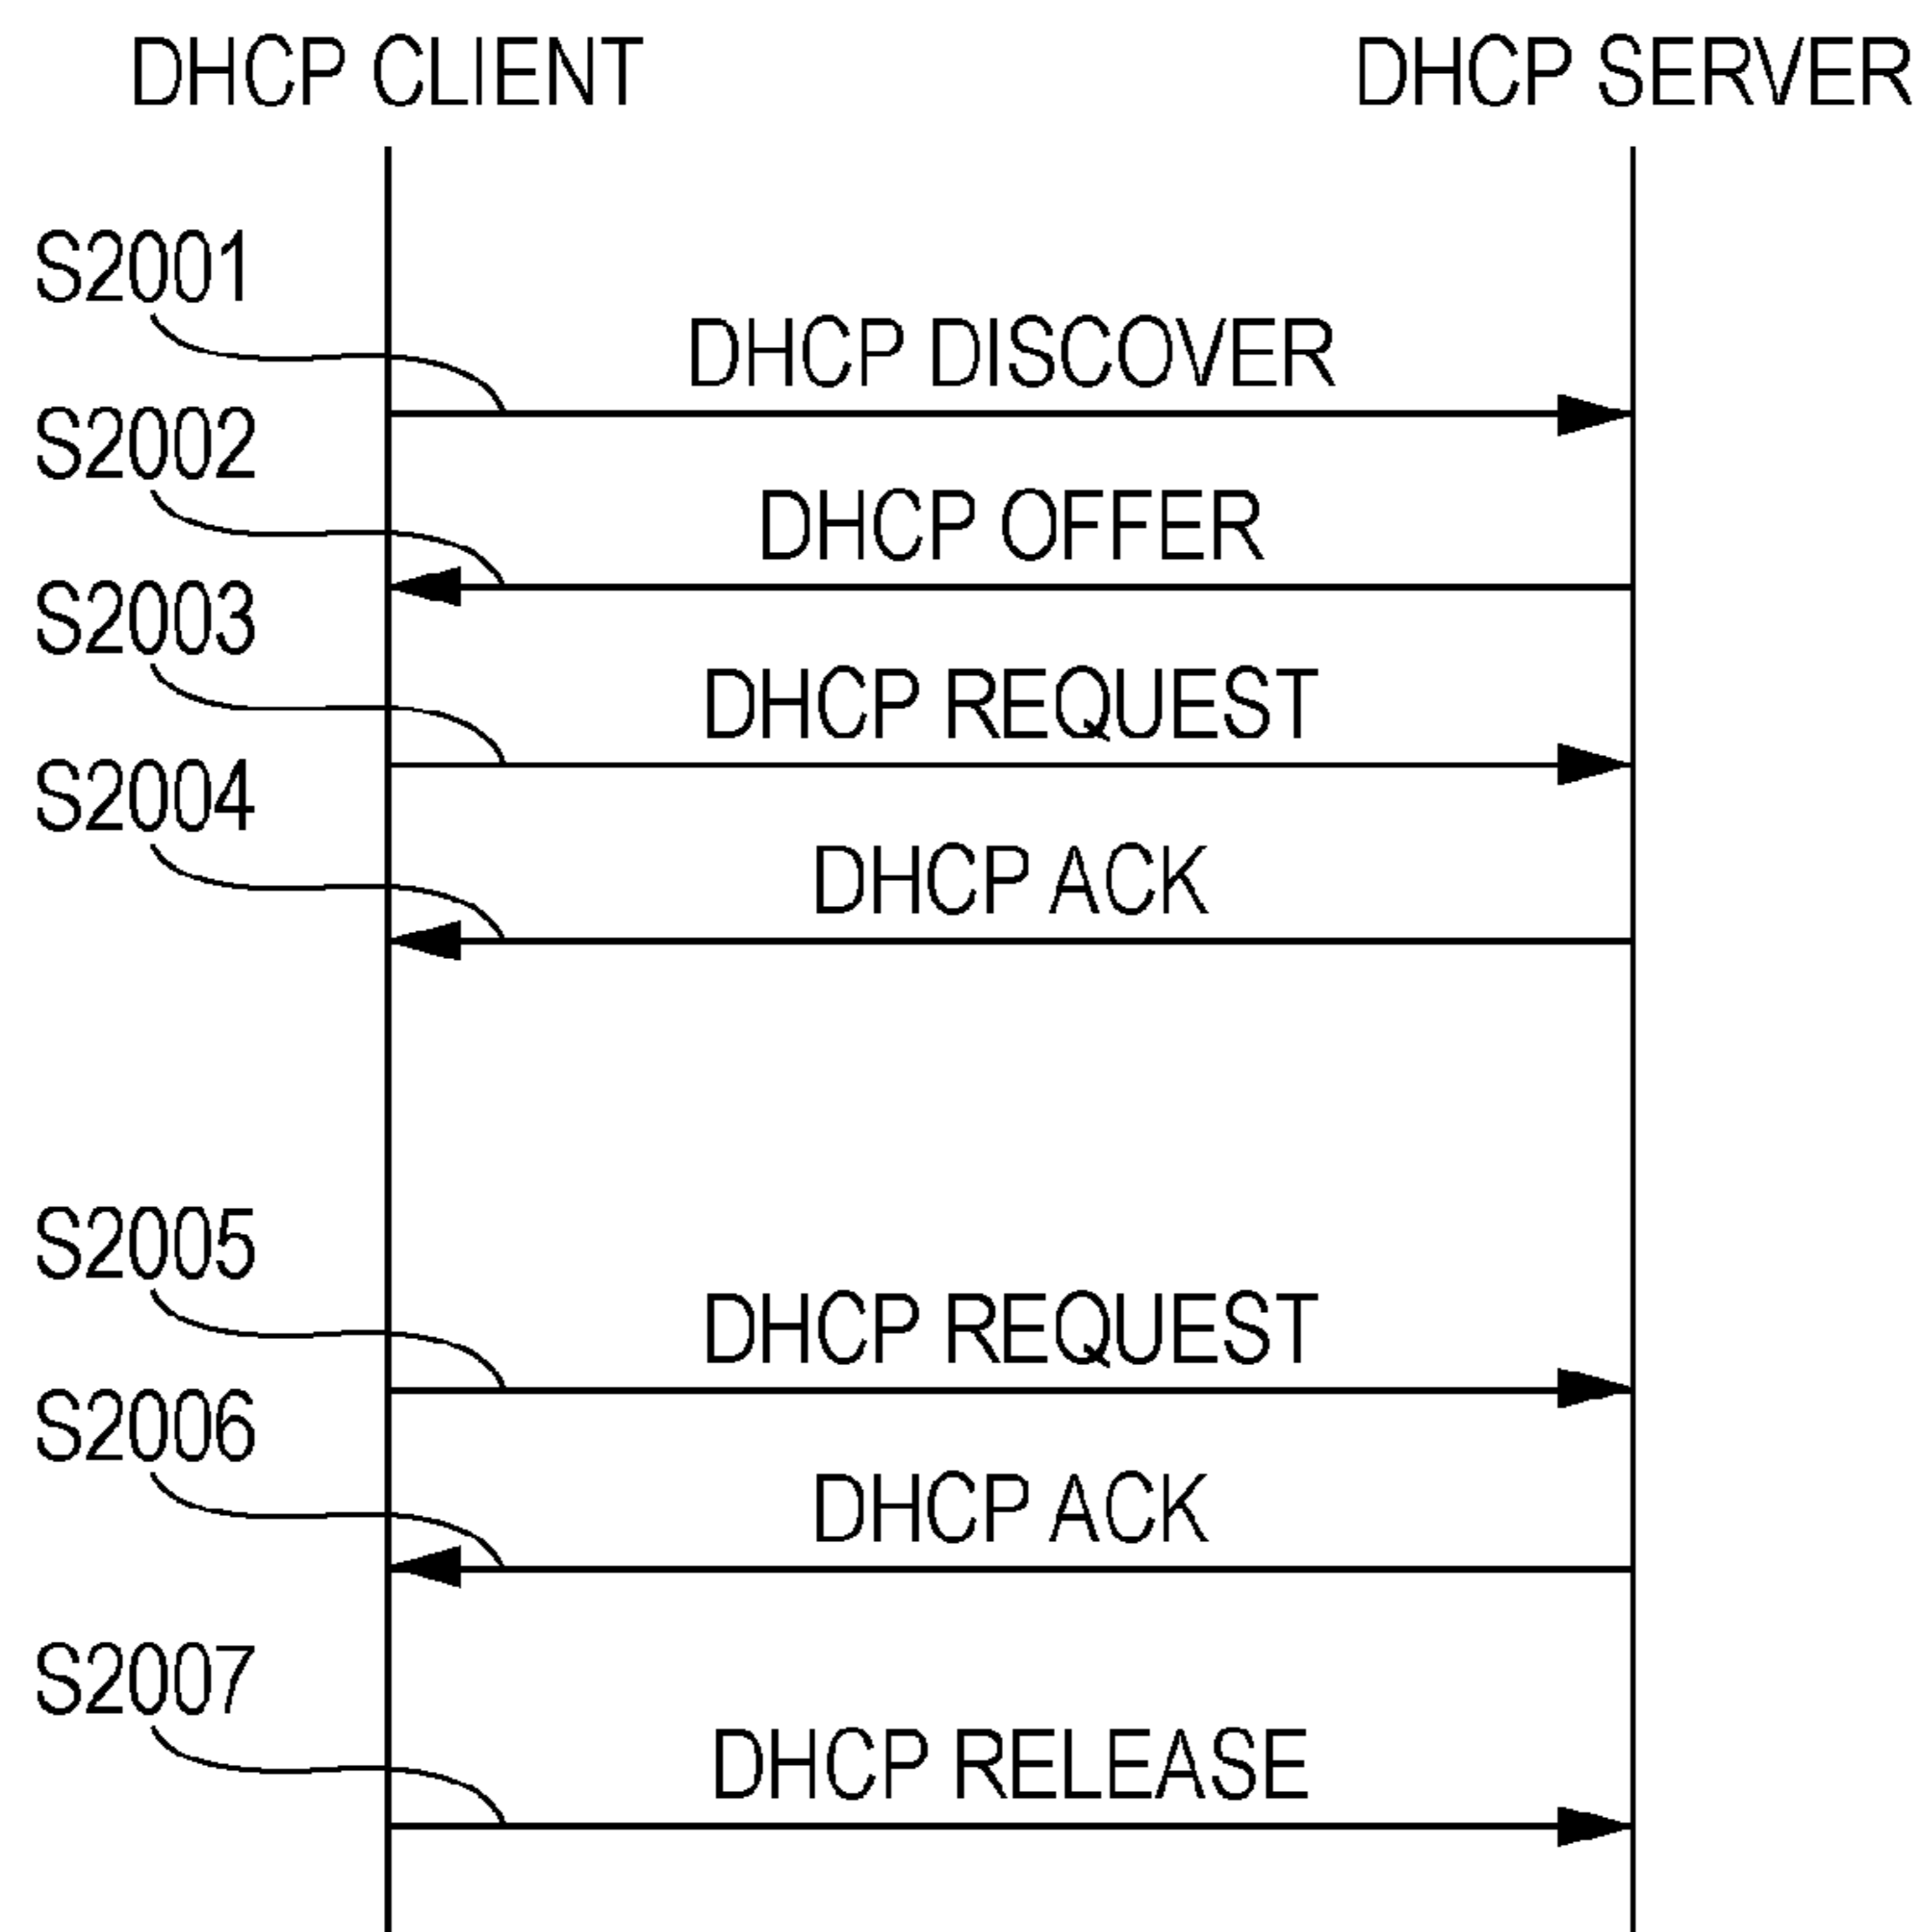 DHCP CLIENT
DHCP SERVER
S2001
DHCP DISCOVER
S2002
DHCP OFFER
S2003
DHCP REQUEST
S2004
DHCP ACK
S2005
DHCP REQUEST
S2006
DHCP ACK
S2007
DHCP RELEASE